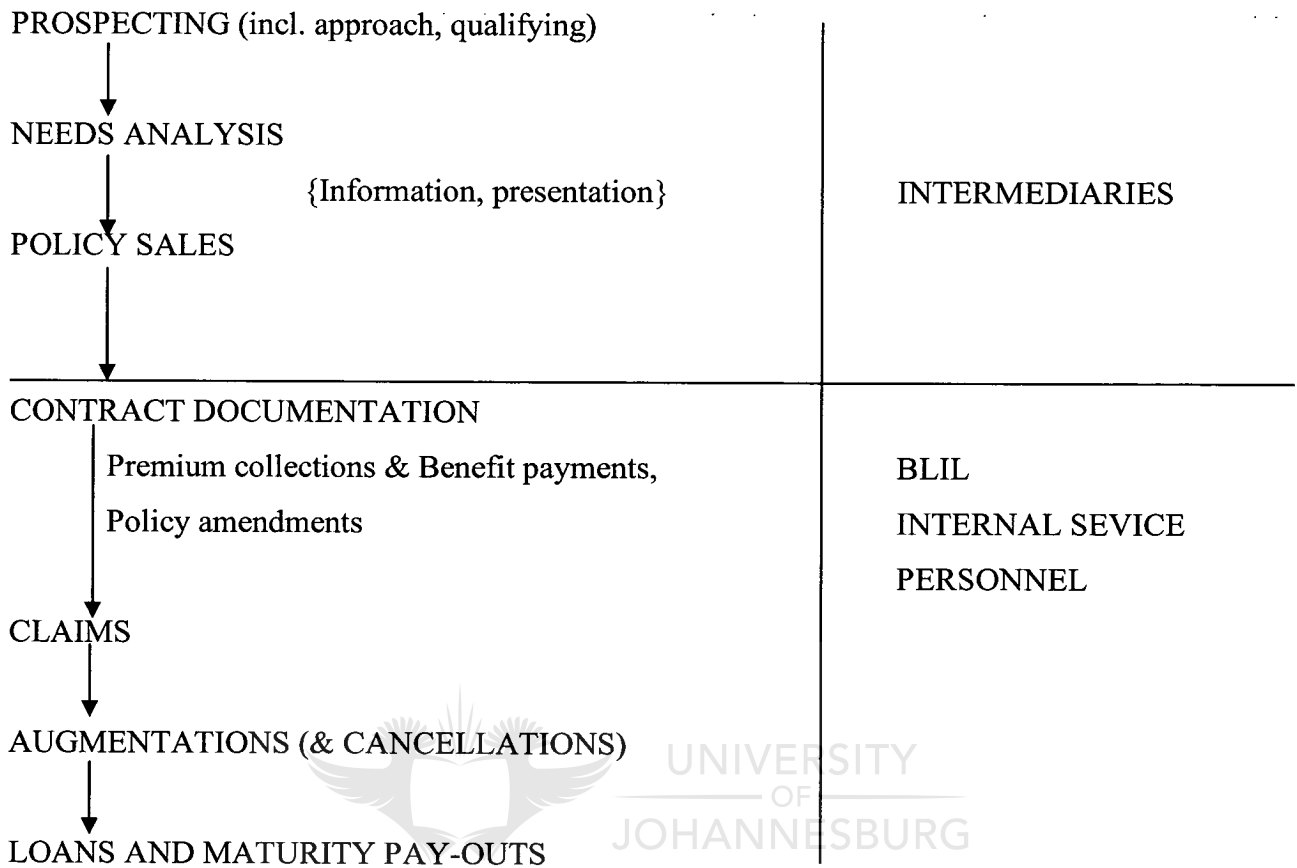 PROSPECTING (incl. approach, qualifying)
NEEDS ANALYSIS
{Information, presentation}
INTERMEDIARIES
POLICY SALES
CONTRACT DOCUMENTATION
Premium collections & Benefit payments,
BLIL
Policy amendments
INTERNAL SEVICE
PERSONNEL
CLAIMS
AUGMENTATIONS (& CANCELLATIONS)
UNIVERSITY
OF
JOHANNESBURG
LOANS AND MATURITY PAY-OUTS